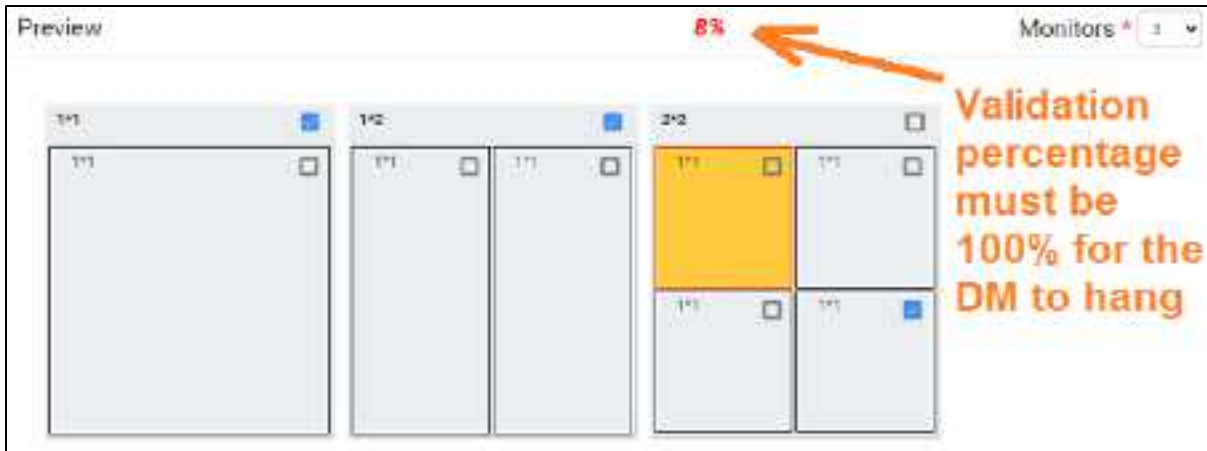 Preview
8%
Monitors *
1*1
1*2
2*2
1*1
1*1
1*1
1*1
1*1
1*1
1*1
Validation
percentage
must be
100% for the
DM to hang